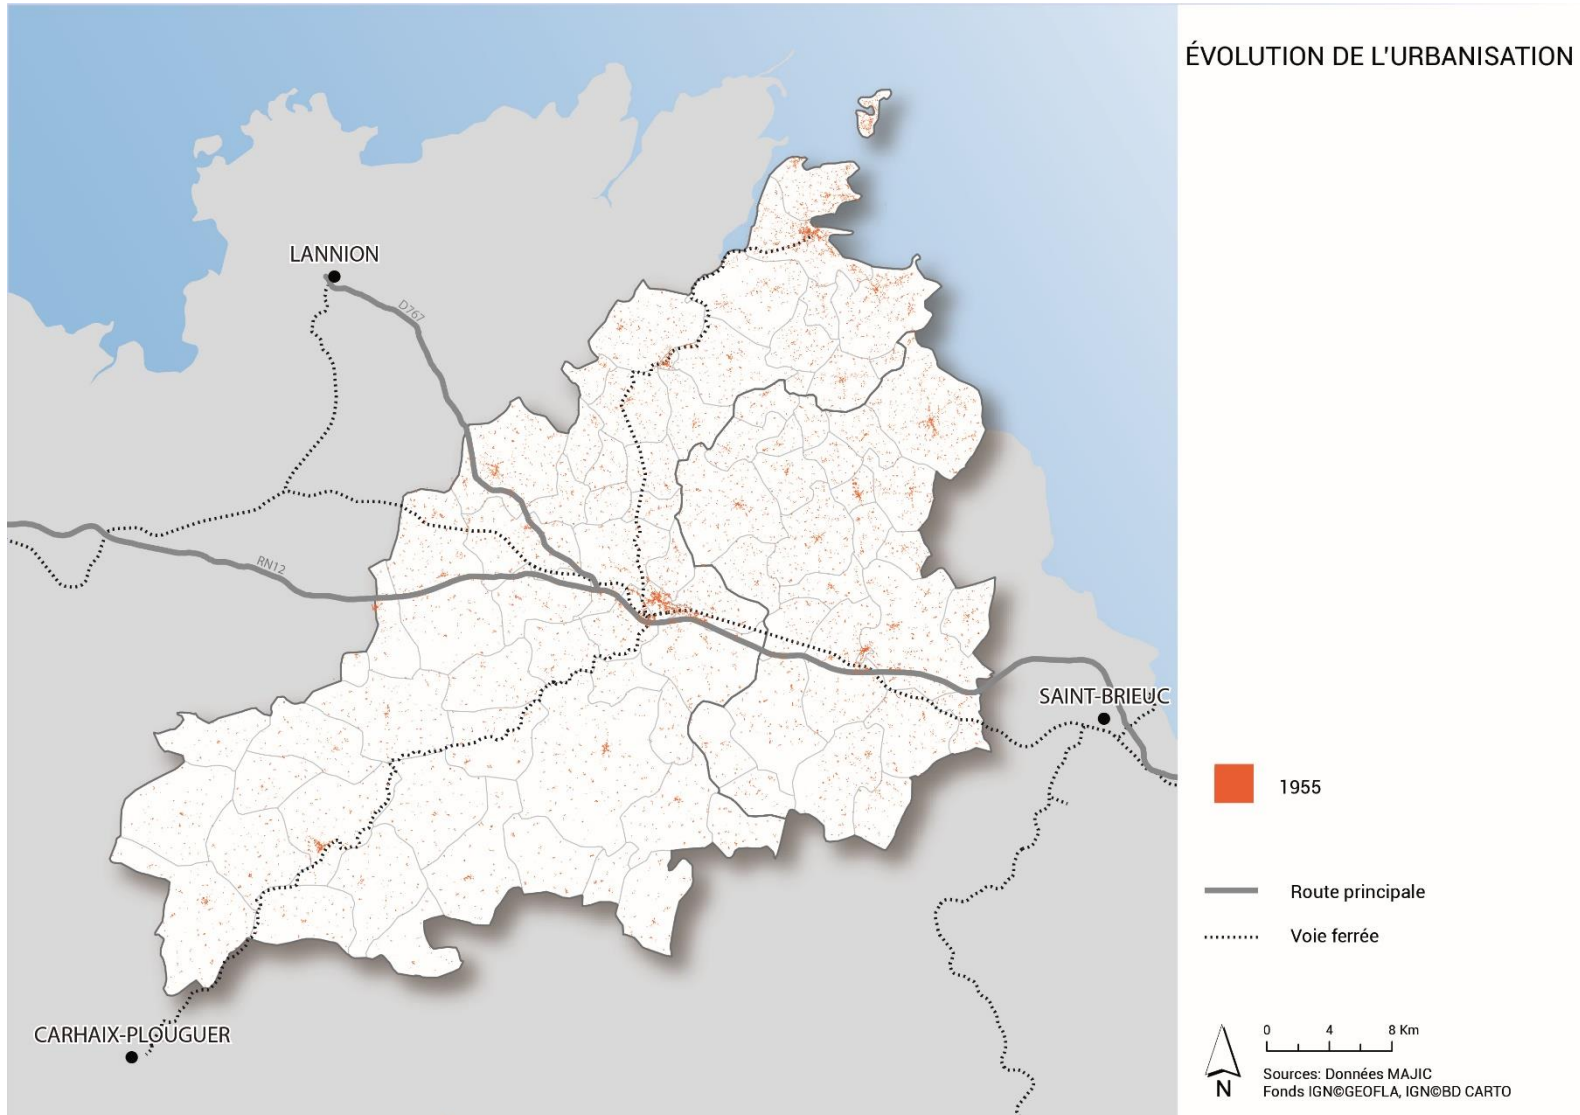 ÉVOLUTION DE L'URBANISATION
LANNION
D767
RN12
SAINT-BRIEUC
CARHAIX-PLOUGUER
1955
Route principale
Voie ferrée
0 4 8 Km
N
Sources: Données MAJIC
Fonds IGN©GEOFLA, IGN©BD CARTO